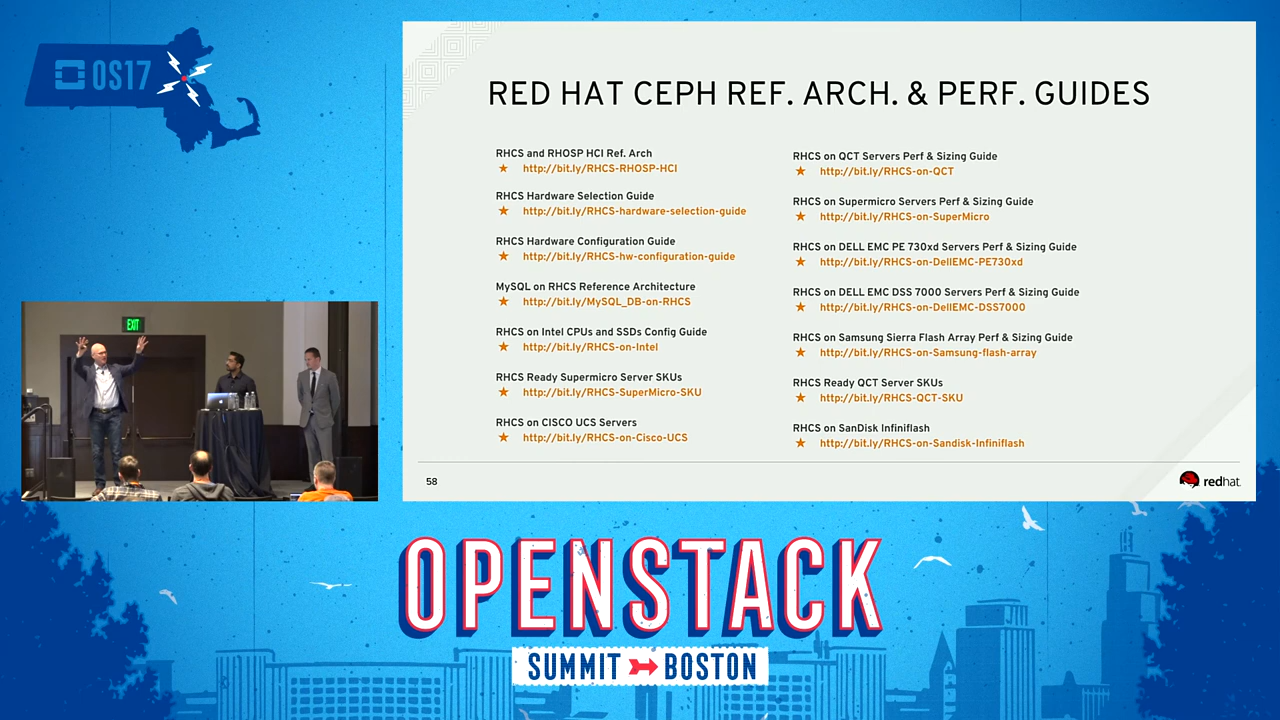 OS17
RED HAT CEPH REF. ARCH. & PERF. GUIDES
RHCS and RHOSP HCI Ref. Arch
★ http://bit.ly/RHCS-RHOSP-HCI
RHCS Hardware Selection Guide
★ http://bit.ly/RHCS-hardware-selection-guide
RHCS Hardware Configuration Guide
★ http://bit.ly/RHCS-hw-configuration-guide
MySQL on RHCS Reference Architecture
★ http://bit.ly/MySQL_DB-on-RHCS
RHCS on Intel CPUs and SSDs Config Guide
★ http://bit.ly/RHCS-on-Intel
RHCS Ready Supermicro Server SKUs
★ http://bit.ly/RHCS-SuperMicro-SKU
RHCS on CISCO UCS Servers
★ http://bit.ly/RHCS-on-Cisco-UCS
RHCS on QCT Servers Perf & Sizing Guide
★ http://bit.ly/RHCS-on-QCT
RHCS on Supermicro Servers Perf & Sizing Guide
★ http://bit.ly/RHCS-on-SuperMicro
RHCS on DELL EMC PE 730xd Servers Perf & Sizing Guide
★ http://bit.ly/RHCS-on-DellEMC-PE730xd
RHCS on DELL EMC DSS 7000 Servers Perf & Sizing Guide
★ http://bit.ly/RHCS-on-DellEMC-DSS7000
RHCS on Samsung Sierra Flash Array Perf & Sizing Guide
★ http://bit.ly/RHCS-on-Samsung-flash-array
RHCS Ready QCT Server SKUs
★ http://bit.ly/RHCS-QCT-SKU
RHCS on SanDisk Infiniflash
★ http://bit.ly/RHCS-on-Sandisk-Infiniflash
58
redhat.
EXIT
OPENSTACK
SUMMIT BOSTON